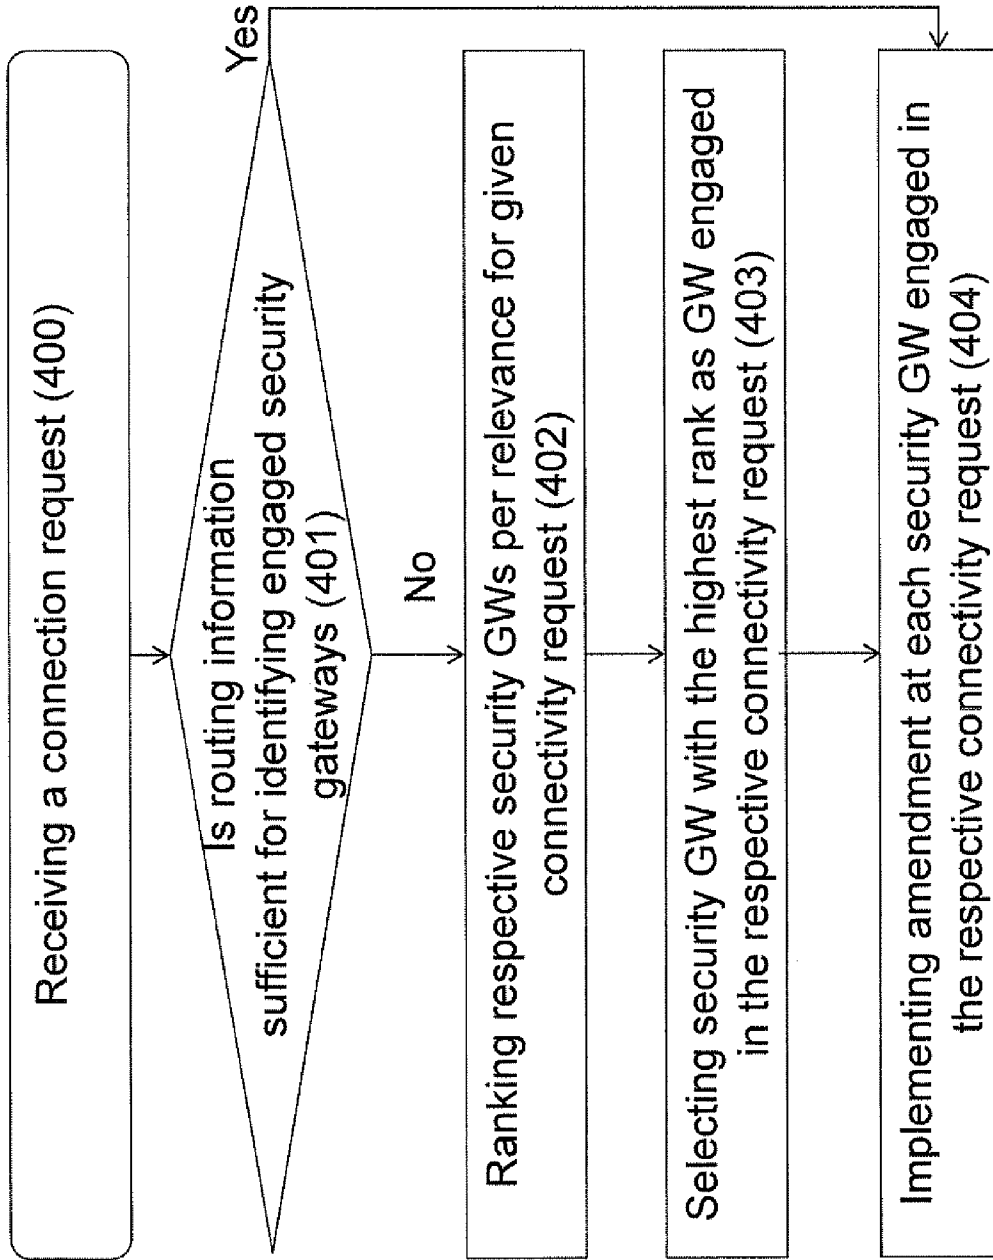 Receiving a connection request (400)
Is routing information
sufficient for identifying engaged security
gateways (401)
Yes
No
Ranking respective security GWs per relevance for given
connectivity request (402)
Selecting security GW with the highest rank as GW engaged
in the respective connectivity request (403)
Implementing amendment at each security GW engaged in
the respective connectivity request (404)